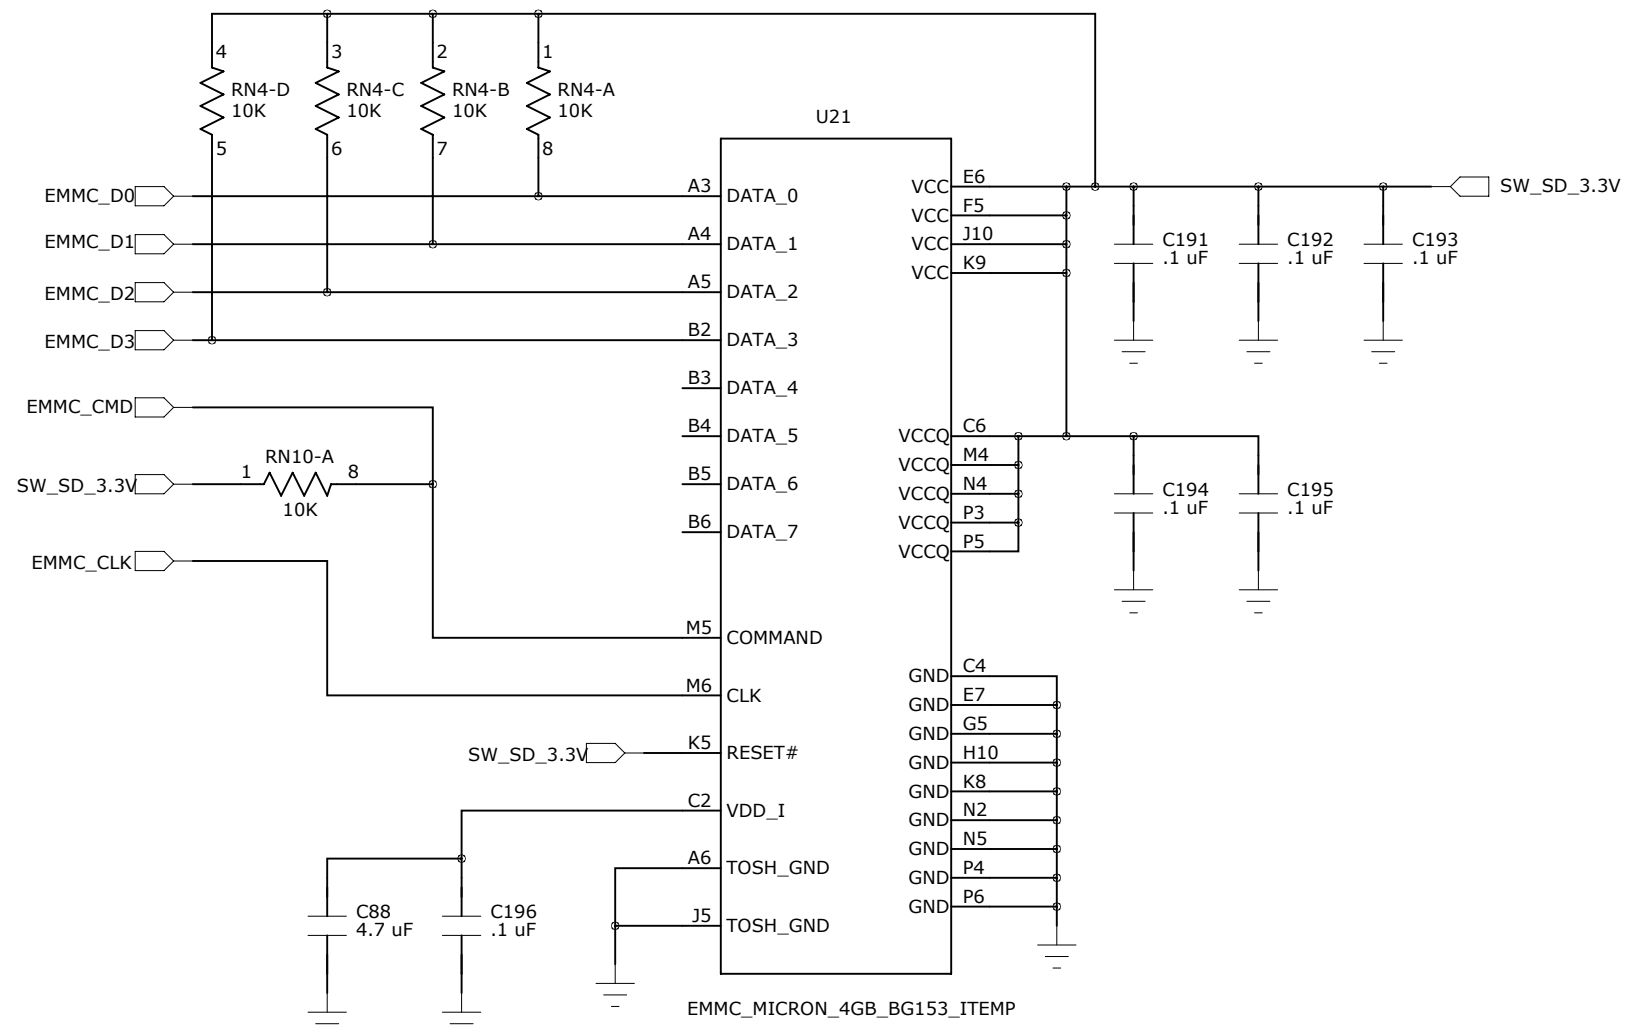 4
3
2
1
RN4-D
10K
RN4-C
10K
RN4-B
10K
RN4-A
10K
5
6
7
8
U21
EMMC_D0
A3
DATA_0
EMMC_D1
A4
DATA_1
EMMC_D2
A5
DATA_2
EMMC_D3
B2
DATA_3
B3
DATA_4
EMMC_CMD
B4
DATA_5
RN10-A
SW_SD_3.3V
1
8
10K
B5
DATA_6
B6
DATA_7
EMMC_CLK
M5
COMMAND
M6
CLK
SW_SD_3.3V
K5
RESET#
C2
VDD_I
A6
TOSH_GND
J5
TOSH_GND
C88
4.7 uF
C196
.1 uF
VCC
E6
VCC
F5
VCC
J10
VCC
K9
SW_SD_3.3V
C191
.1 uF
C192
.1 uF
C193
.1 uF
VCCQ
C6
VCCQ
M4
VCCQ
N4
VCCQ
P3
VCCQ
P5
C194
.1 uF
C195
.1 uF
GND
C4
GND
E7
GND
G5
GND
H10
GND
K8
GND
N2
GND
N5
GND
P4
GND
P6
EMMC_MICRON_4GB_BG153_ITEMP